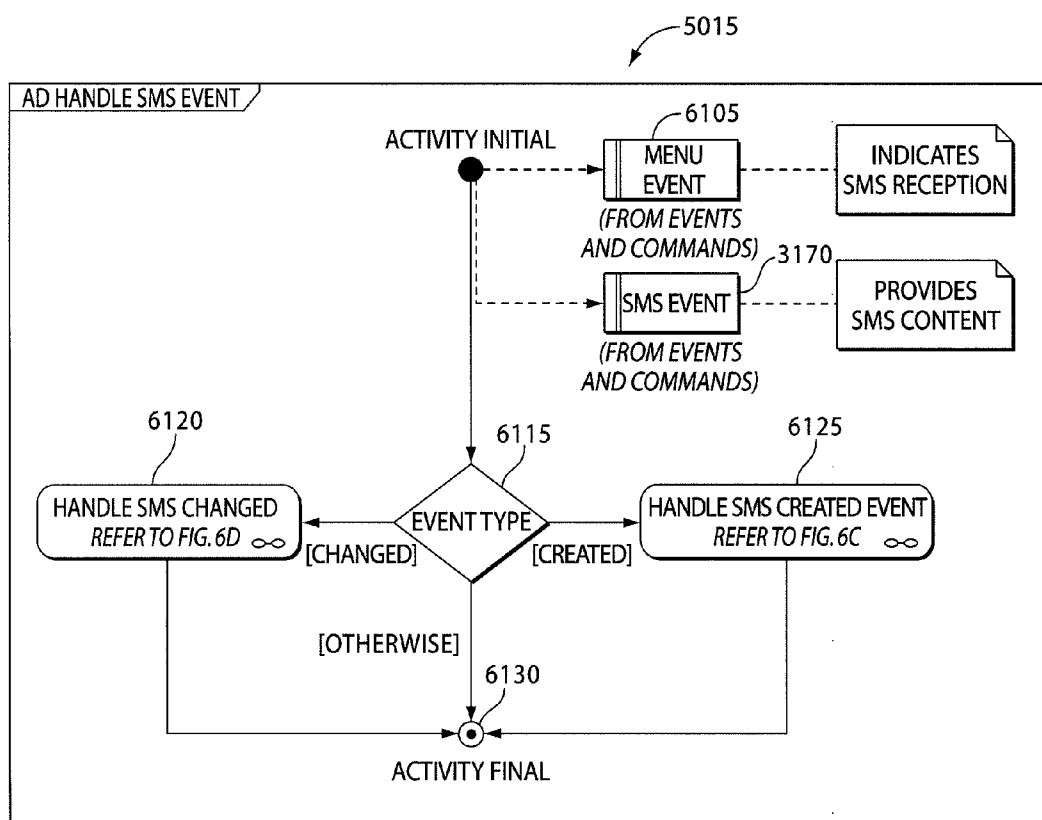 5015
AD HANDLE SMS EVENT
ACTIVITY INITIAL
6105
MENU
EVENT
(FROM EVENTS
AND COMMANDS)
INDICATES
SMS RECEPTION
3170
SMS EVENT
(FROM EVENTS
AND COMMANDS)
PROVIDES
SMS CONTENT
6120
HANDLE SMS CHANGED
REFER TO FIG. 6D
6115
EVENT TYPE
[CHANGED]
[CREATED]
6125
HANDLE SMS CREATED EVENT
REFER TO FIG. 6C
[OTHERWISE]
6130
ACTIVITY FINAL